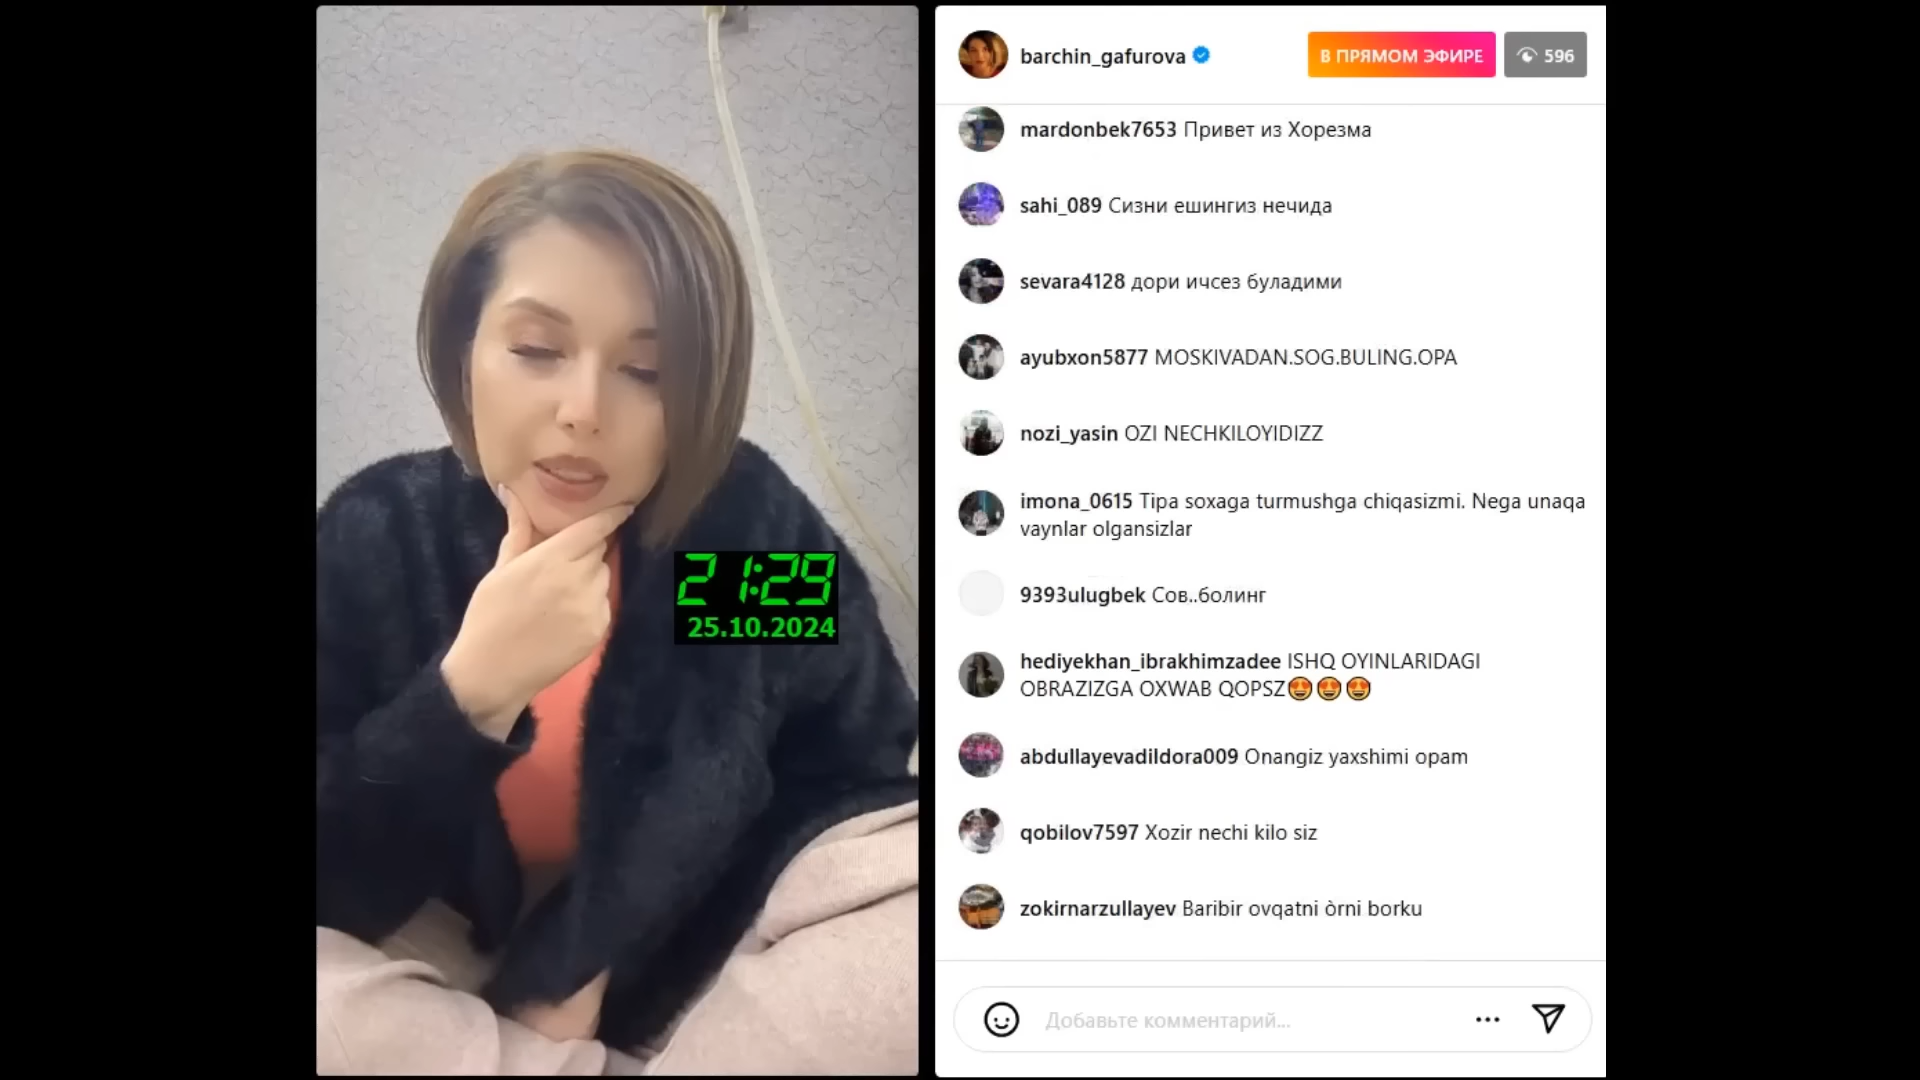 barchin_gafurova
В ПРЯМОМ ЭФИРЕ
596
mardonbek7653 Привет из Хорезма
sahi_089 Сизни ешингиз нечида
sevara4128 дори ичсез буладими
ayubxon5877 MOSKIVADAN.SOG.BULING.OPA
nozi_yasin OZI NECHKILOYIDIZZ
imona_0615 Tipa soxaga turmushga chiqasizmi. Nega unaqa
vaynlar olgansizlar
9393ulugbek Сов..болинг
hediyekhan_ibrakhimzadee ISHQ OYINLARIDAGI
OBRAZIZGA OXWAB QOPSZ😍😍😍
abdullayevadildora009 Onangiz yaxshimi opam
qobilov7597 Xozir nechi kilo siz
zokirnarzullayev Baribir ovqatni òrni borku
Добавьте комментарий...
21:29
25.10.2024